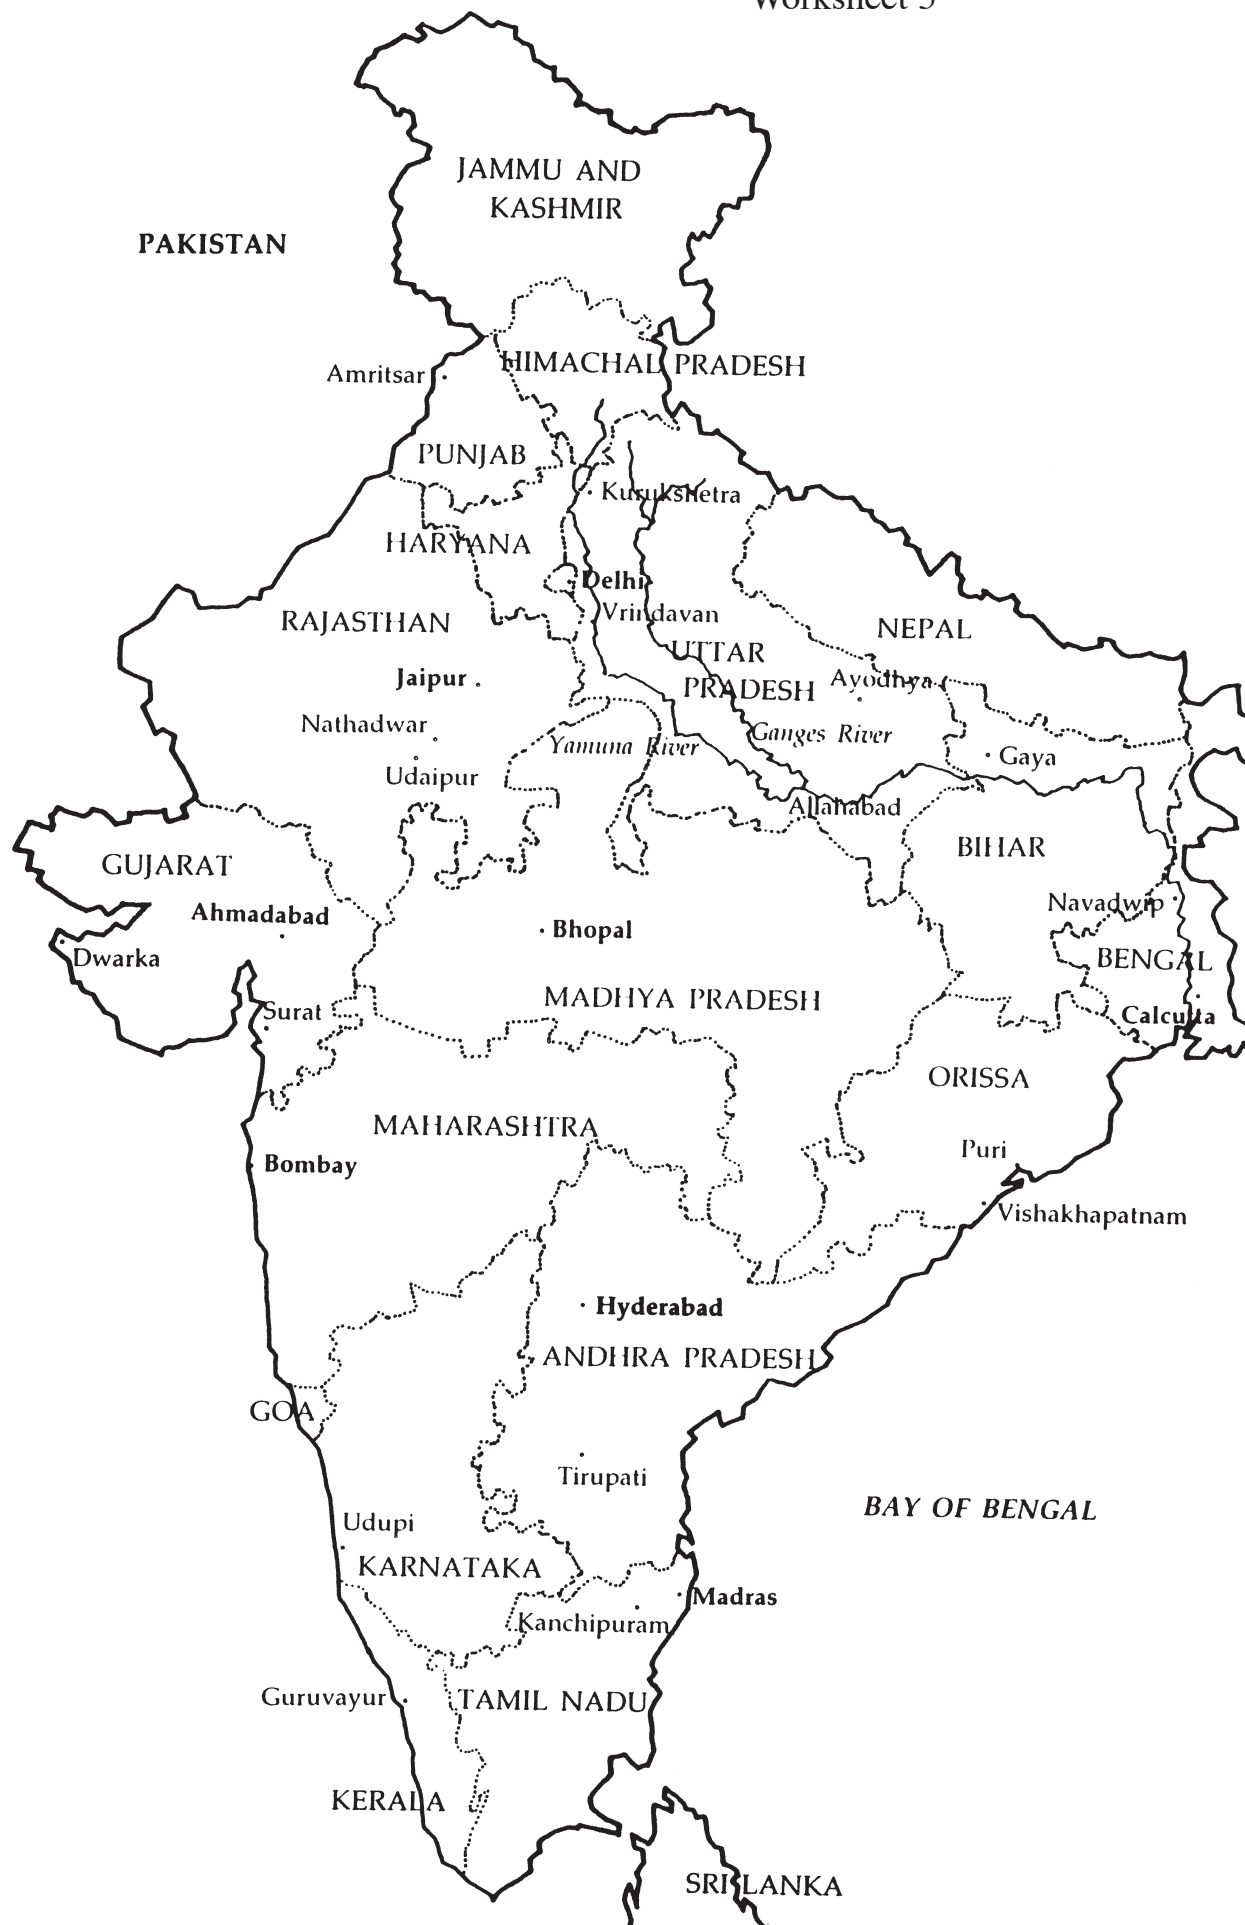 Worksheet 5
JAMMU AND
KASHMIR
PAKISTAN
HIMACHAL PRADESH
Amritsar
PUNJAB
Kurukshetra
HARYANA
Delhi
Vrindavan
RAJASTHAN
NEPAL
UTTAR
PRADESH
Jaipur
Ayodhya
Nathadwar
Ganges River
Yamuna River
Gaya
Udaipur
Allahabad
BIHAR
GUJARAT
Navadwip
Ahmadabad
Bhopal
Dwarka
BENGAL
MADHYA PRADESH
Surat
Calcutta
ORISSA
MAHARASHTRA
Puri
Bombay
Vishakhapatnam
Hyderabad
ANDHRA PRADESH
GOA
Tirupati
BAY OF BENGAL
Udupi
KARNATAKA
Madras
Kanchipuram
Guruvayur
TAMIL NADU
KERALA
SRI LANKA